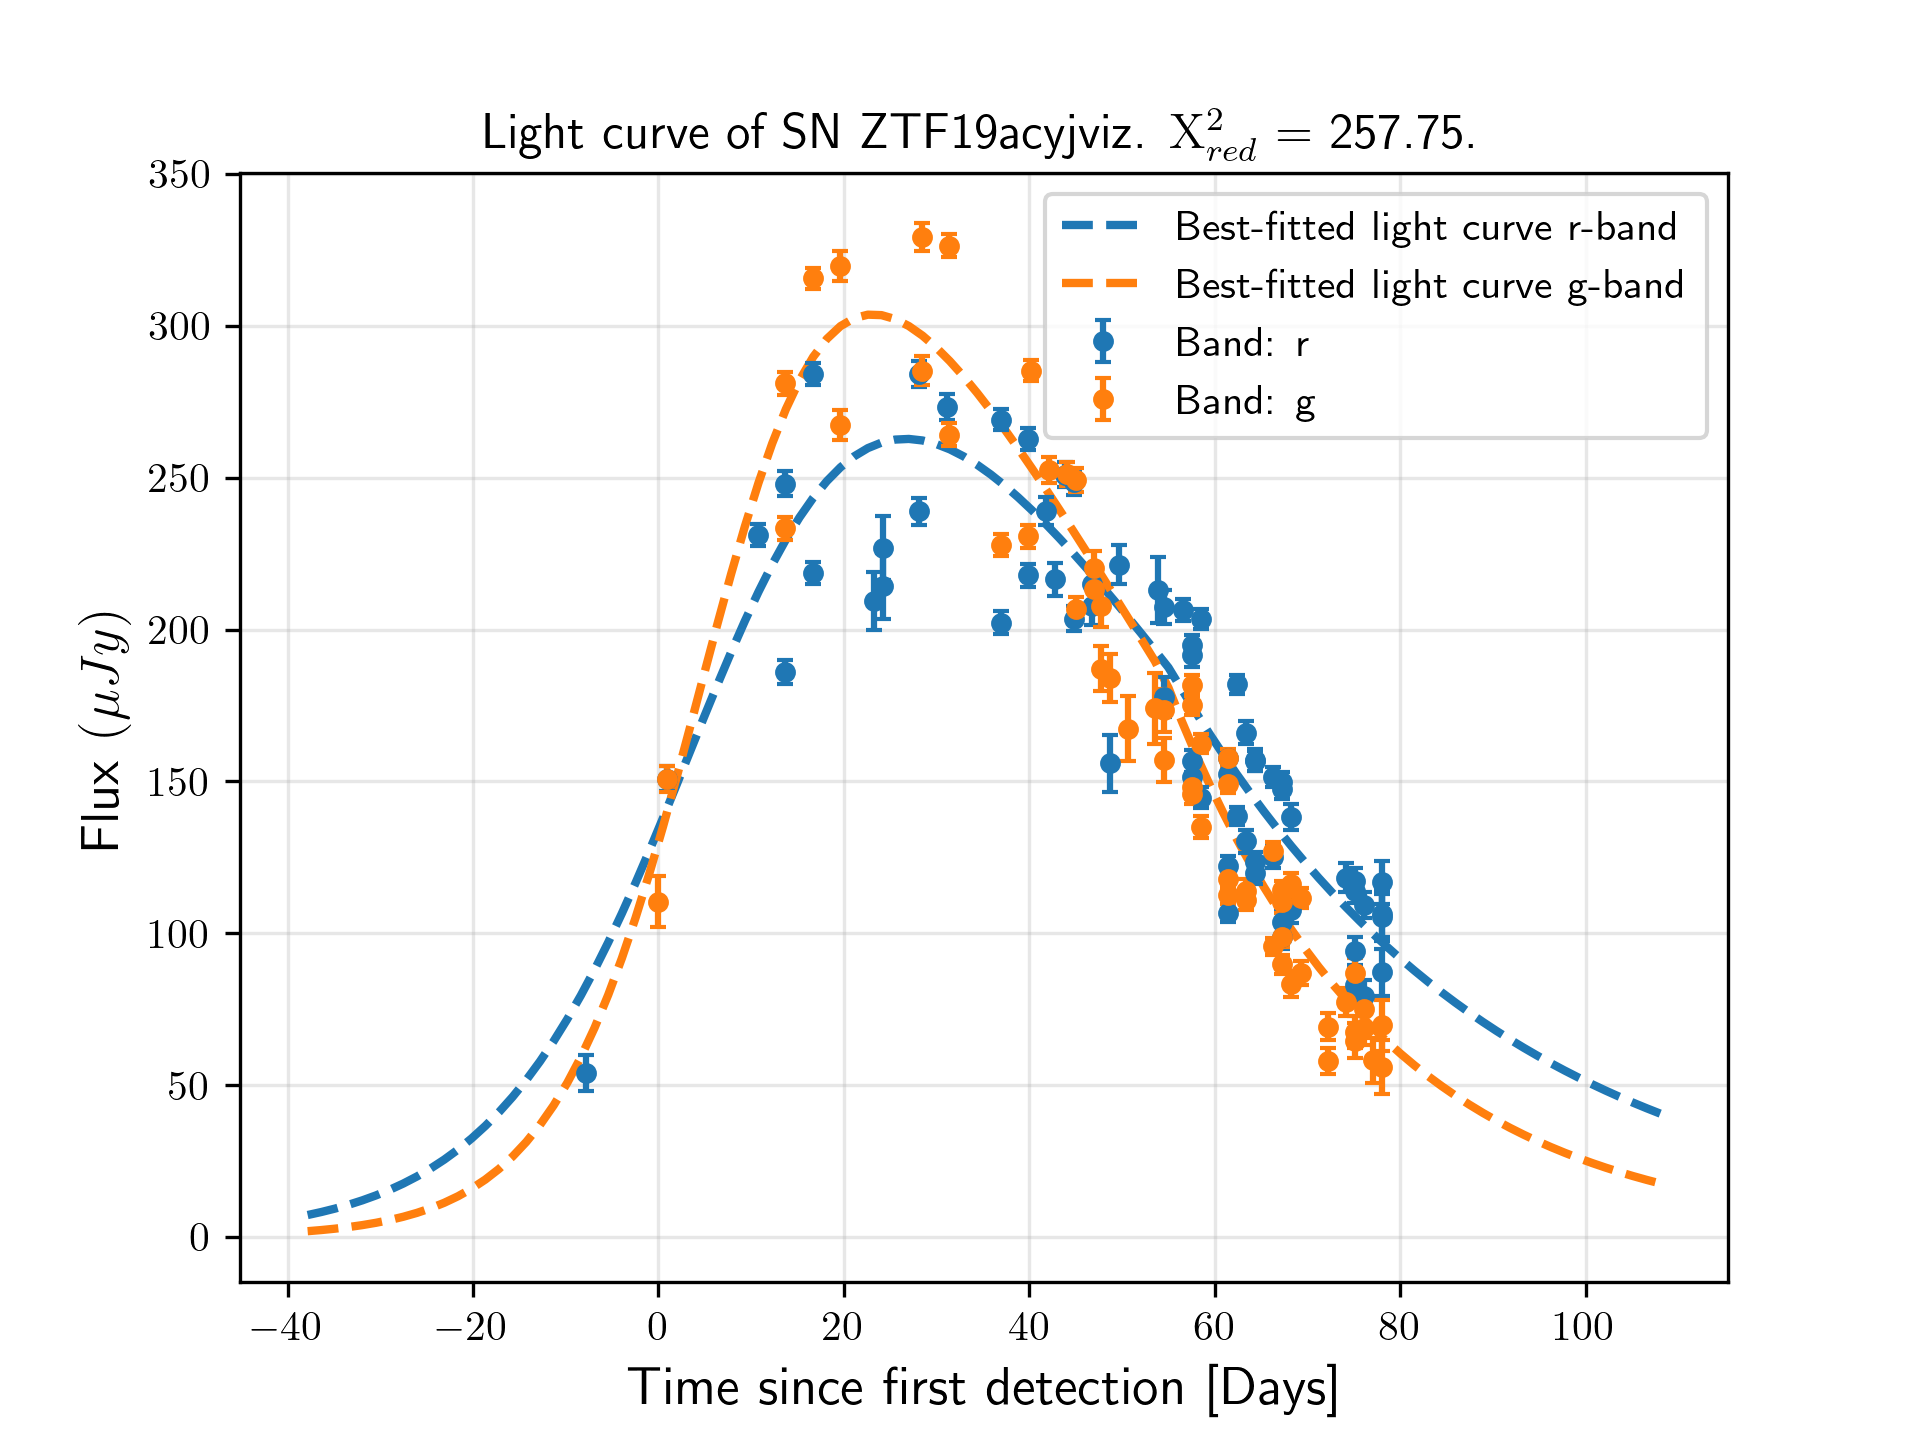 Light curve of SN ZTF19acyjviz. X²red = 257.75.
350
300
250
200
150
100
50
0
Flux (μJy)
Best-fitted light curve r-band
Best-fitted light curve g-band
Band: r
Band: g
−40 −20 0 20 40 60 80 100
Time since first detection [Days]